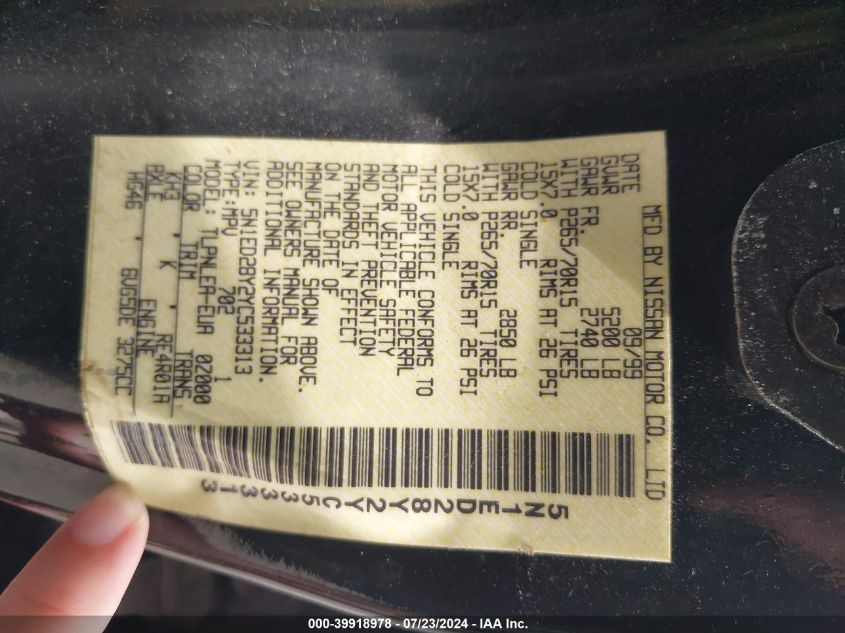 MFD BY NISSAN MOTOR CO. LTD
DATE 09/99
GVWR 5200 LB
GAWR FR. 2740 LB
WITH P265/70R15 TIRES
15X7.0 RIMS AT 26 PSI
COLD SINGLE
GAWR RR 2850 LB
WITH P265/70R15 TIRES
15X7.0 RIMS AT 26 PSI
COLD SINGLE
THIS VEHICLE CONFORMS TO
ALL APPLICABLE FEDERAL
MOTOR VEHICLE SAFETY
AND THEFT PREVENTION
STANDARDS IN EFFECT
ON THE DATE OF
MANUFACTURE SHOWN ABOVE.
SEE OWNERS MANUAL FOR
ADDITIONAL INFORMATION.
VIN: 5N1ED28Y2YC533313
TYPE:MPV 702 1
MODEL: TLPNLEA-EUA 0Z000
COLOR TRIM TRANS
KH3 K RE4R01A
AXLE ENGINE
HG46 6VG5DE 3275CC
5N1ED28Y2YC533313
000-39918978 - 07/23/2024 - IAA Inc.